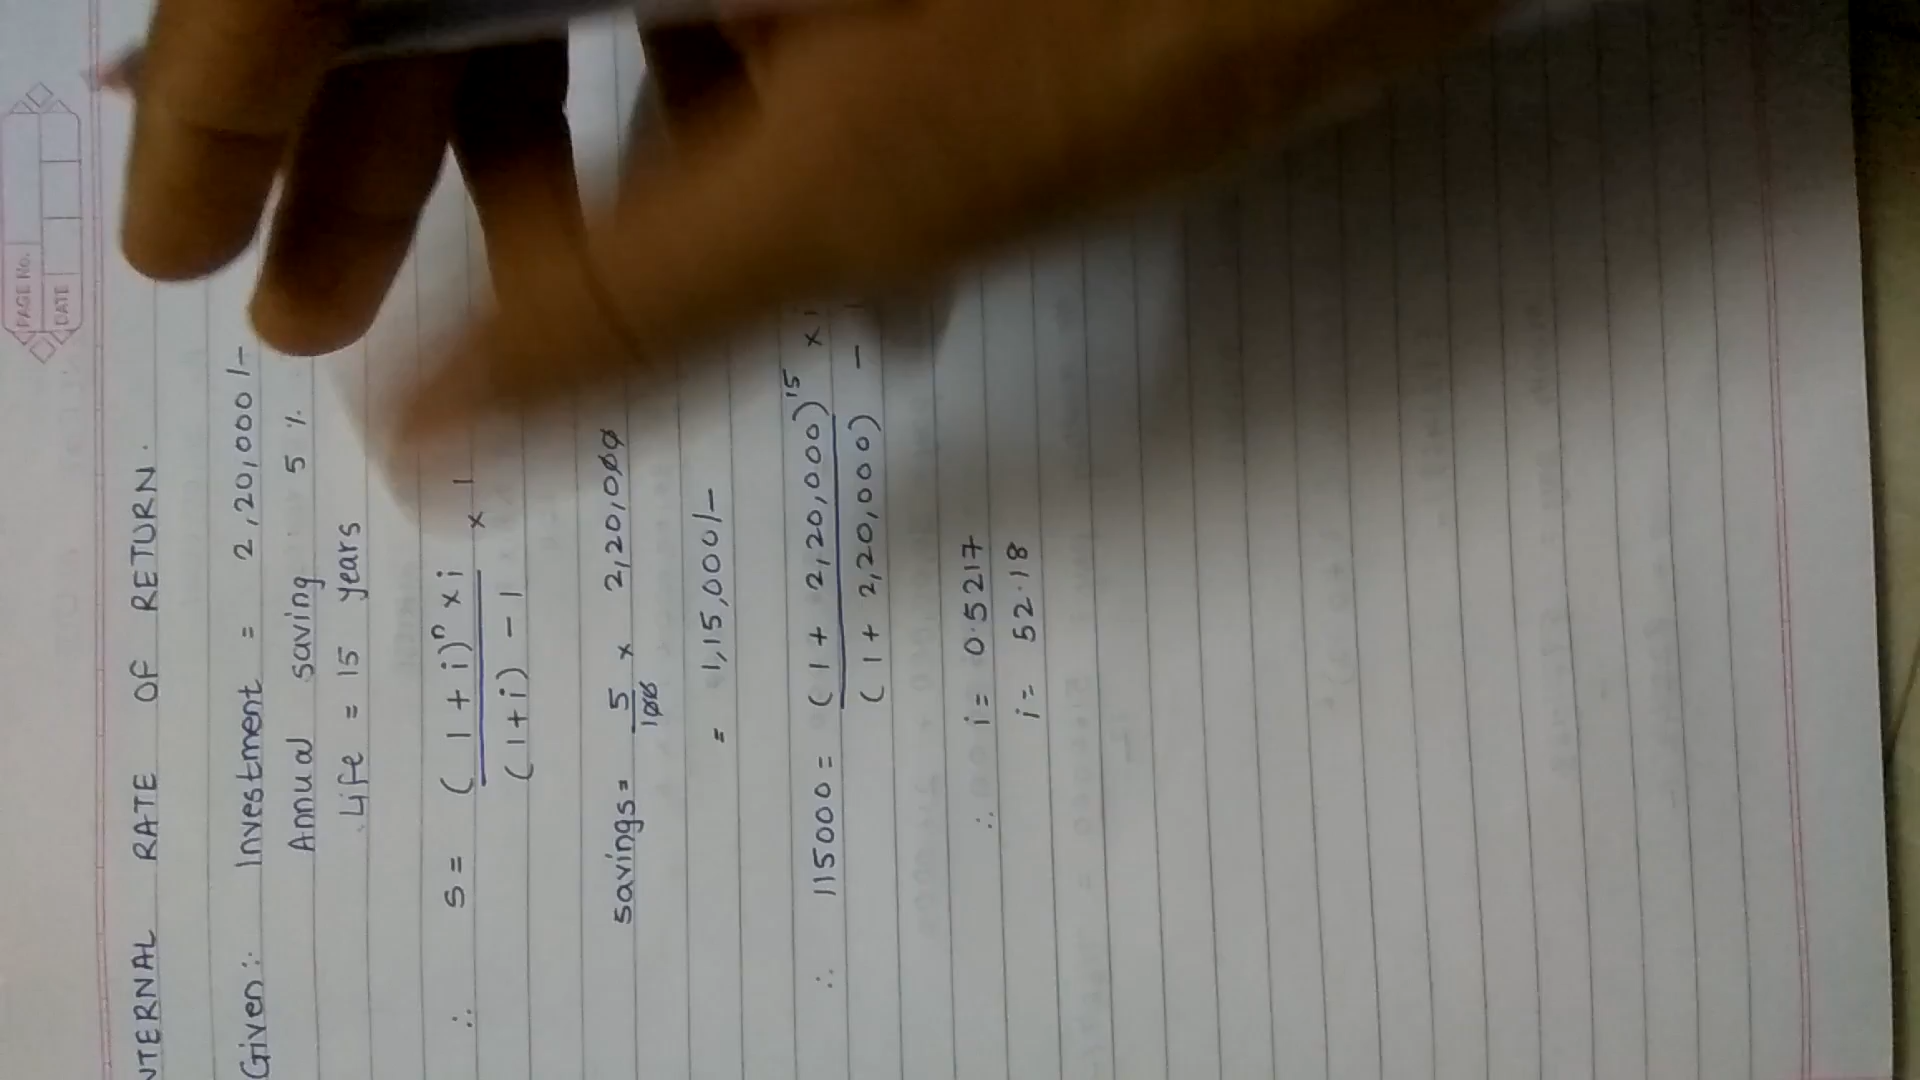 PAGE No.
DATE
NTERNAL RATE OF RETURN.
Given:. Investment = 2,20,000/-
Annual saving 5 %
Life = 15 years
∴ S = (1 + i)ⁿ × i × 1
(1+i) - 1
savings = 5 × 2,20,000
100
= 1,15,000/-
∴ 115000 = (1 + 2,20,000)¹⁵ ×
(1 + 2,20,000) -
∴ i = 0.5217
i = 52.18